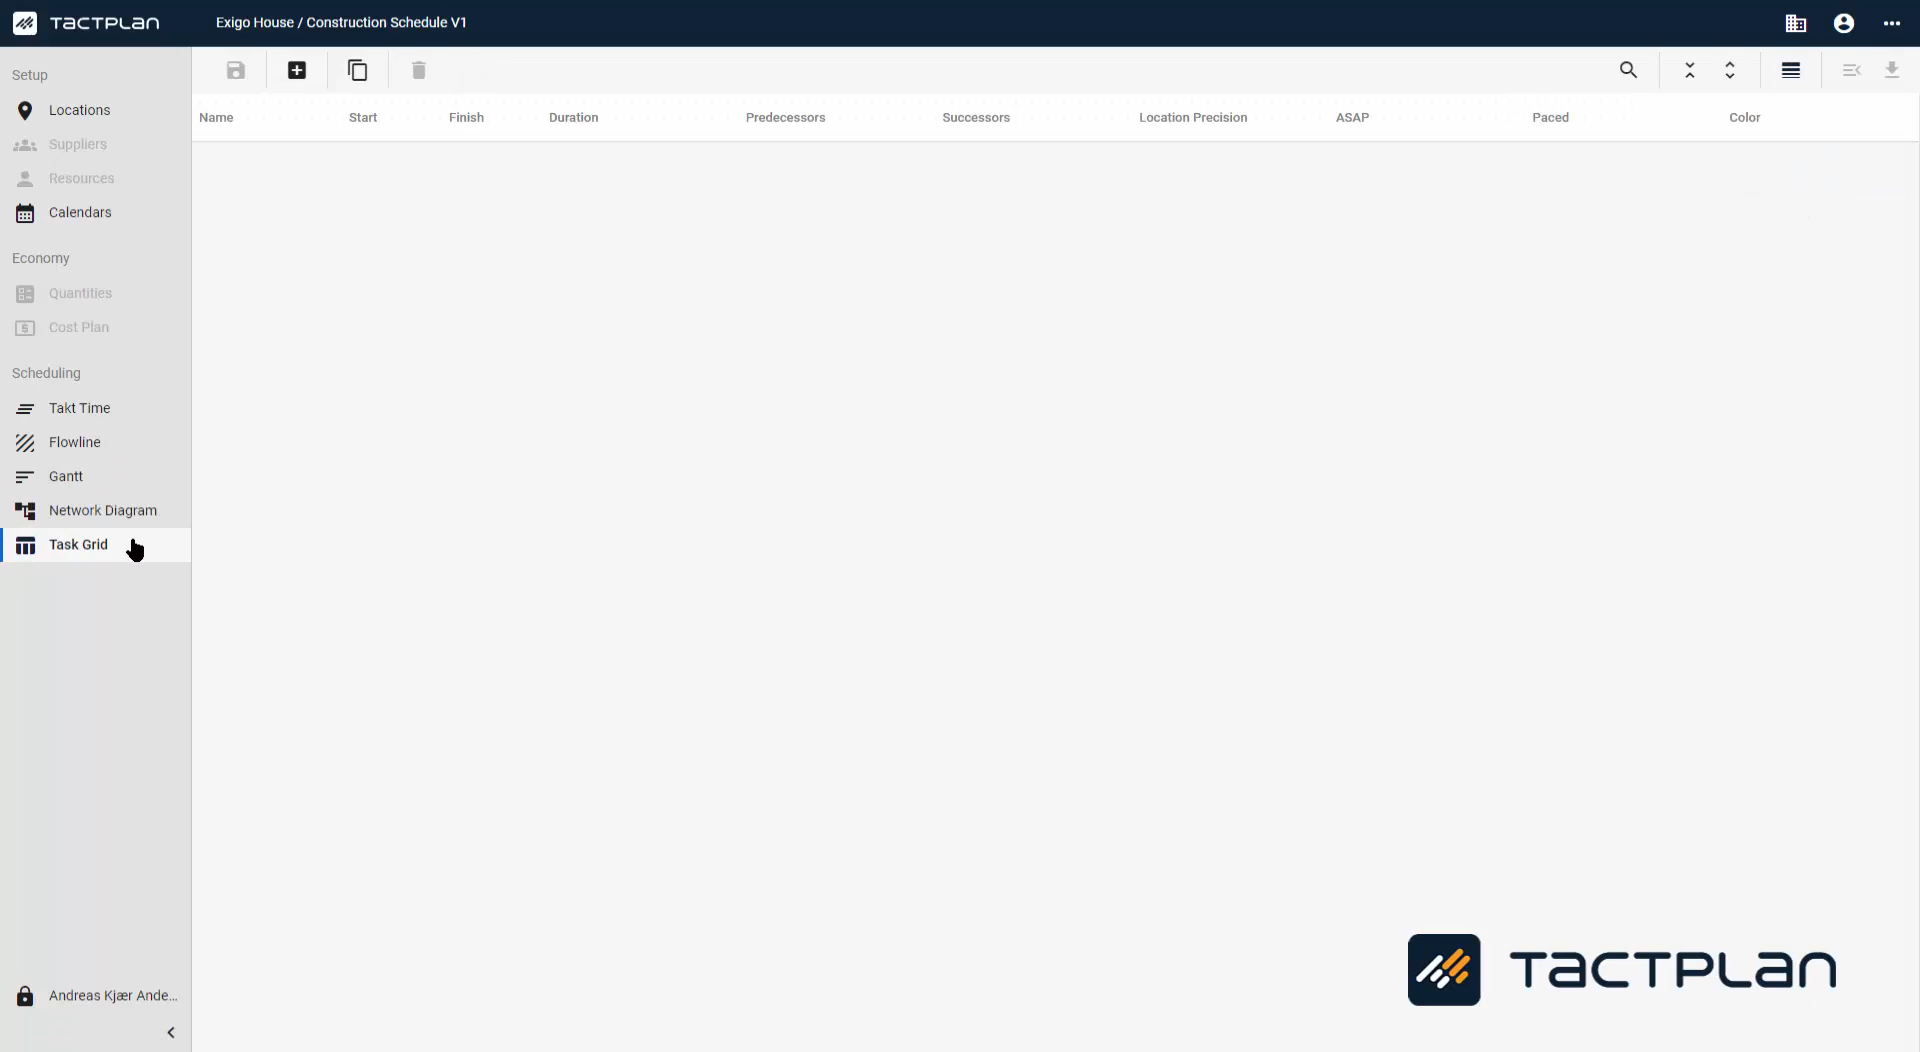 TACTPLAN
Exigo House / Construction Schedule V1
Setup
Locations
Suppliers
Resources
Calendars
Economy
Quantities
Cost Plan
Scheduling
Takt Time
Flowline
Gantt
Network Diagram
Task Grid
Andreas Kjær Ande...
Name Start Finish Duration Predecessors Successors Location Precision ASAP Paced Color
TACTPLAN